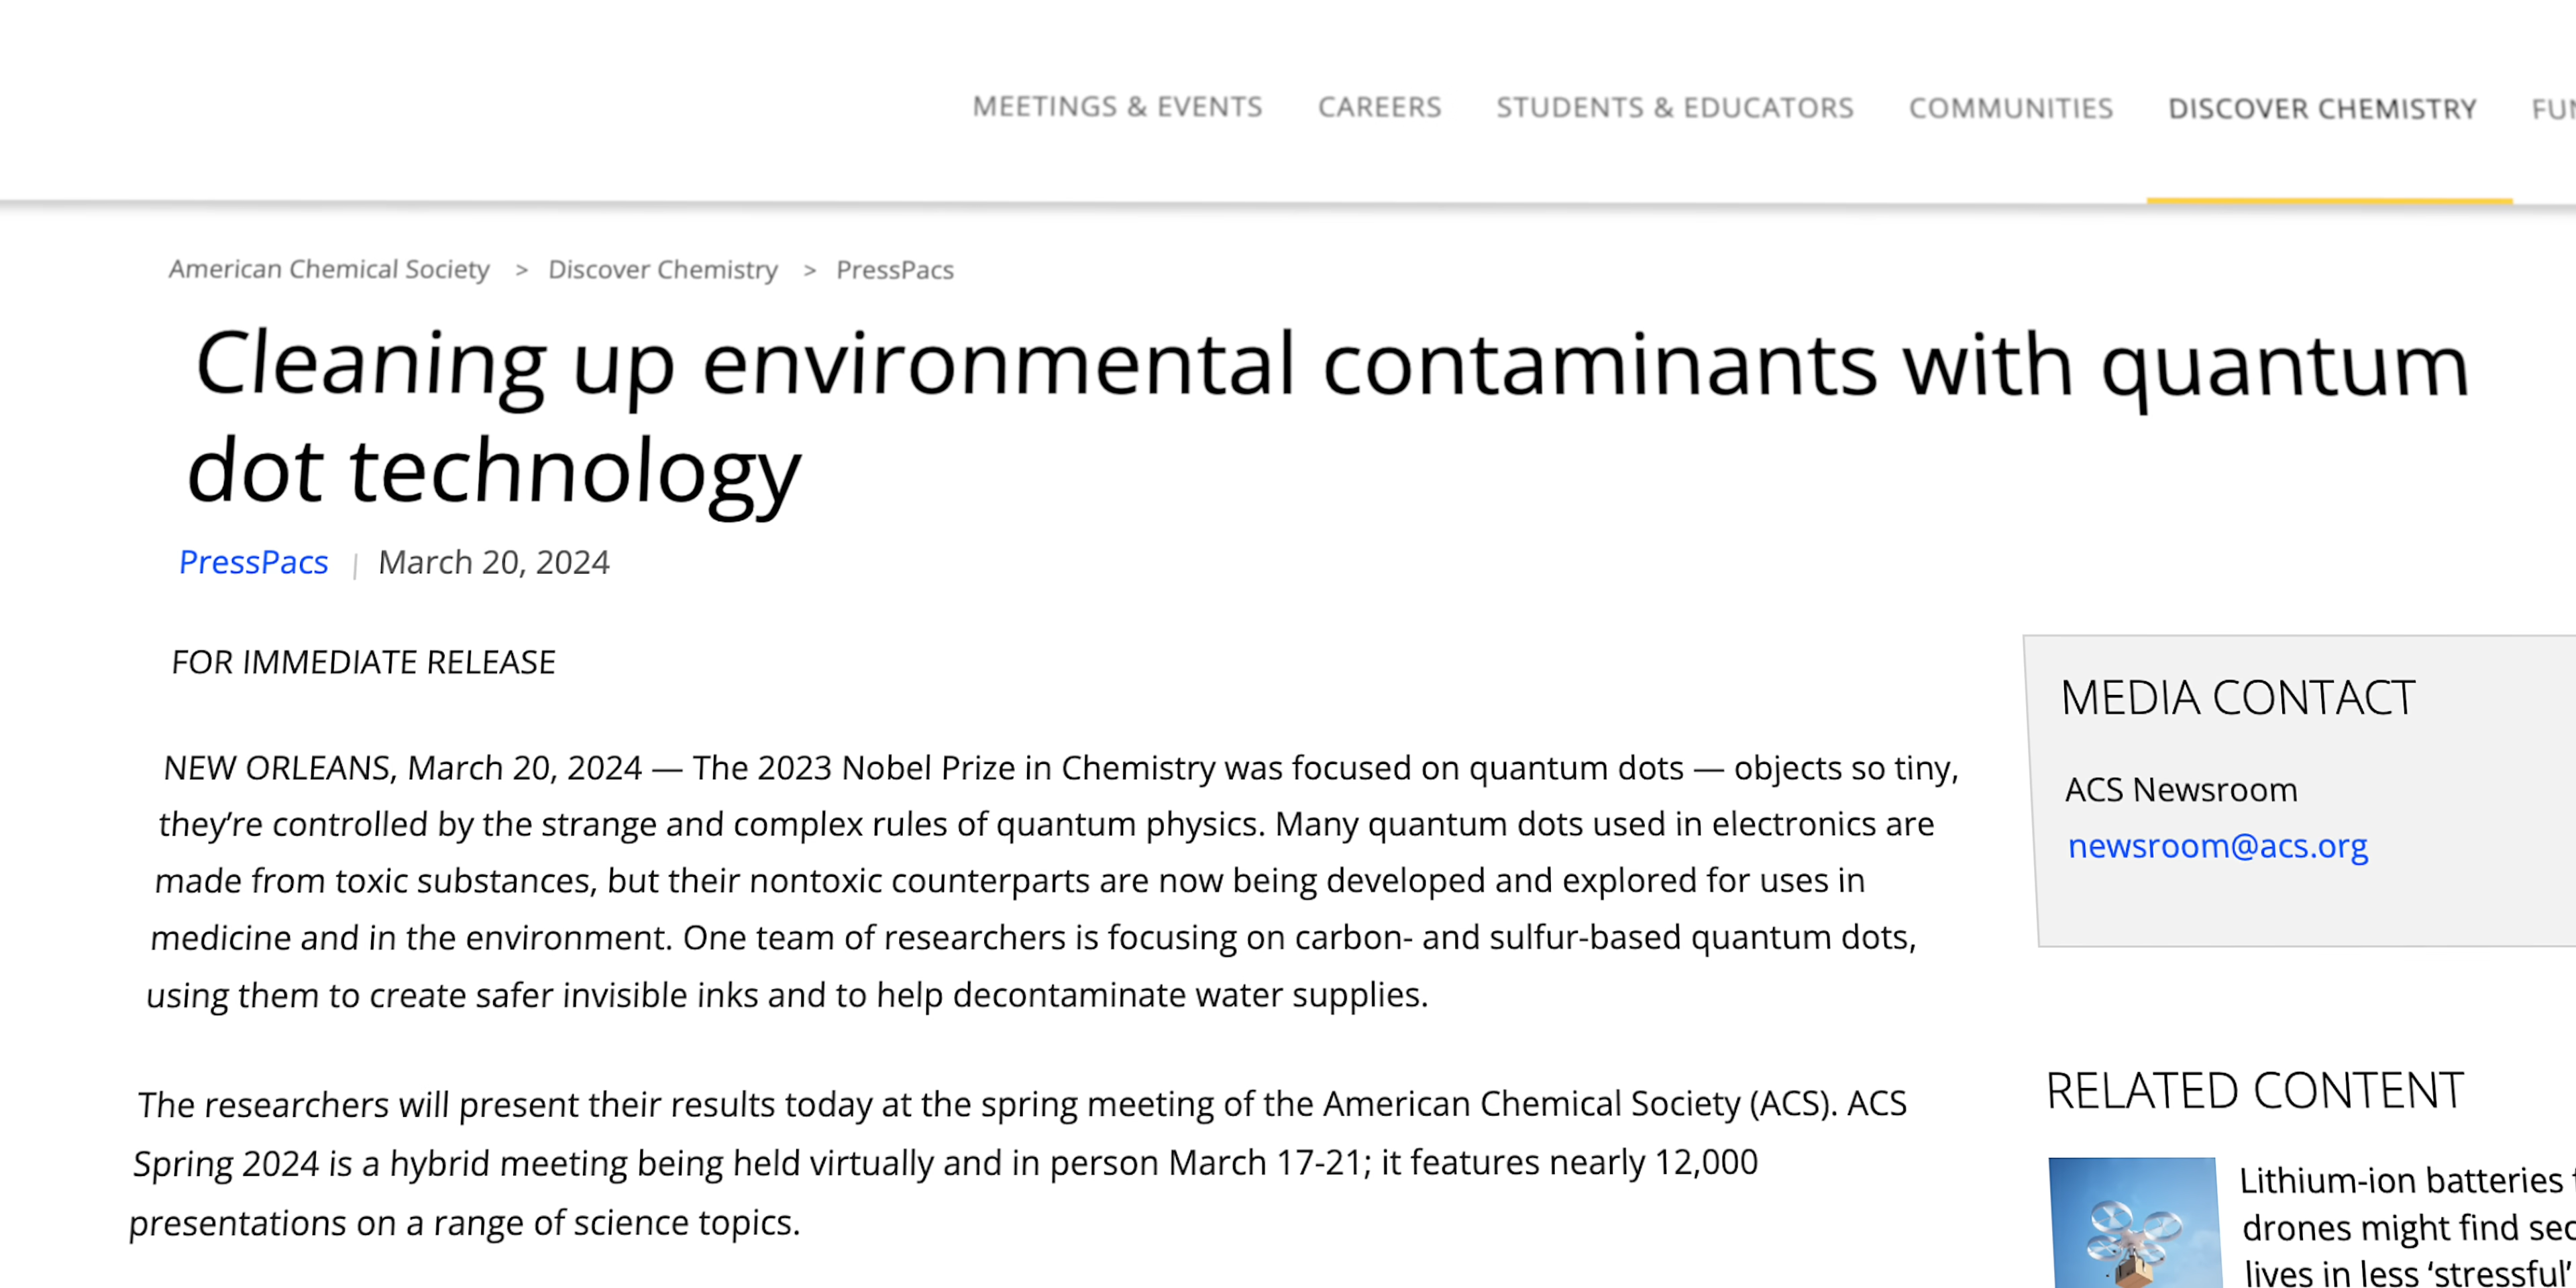 MEETINGS & EVENTS CAREERS STUDENTS & EDUCATORS COMMUNITIES DISCOVER CHEMISTRY
American Chemical Society > Discover Chemistry > PressPacs
Cleaning up environmental contaminants with quantum
dot technology
PressPacs | March 20, 2024
FOR IMMEDIATE RELEASE
NEW ORLEANS, March 20, 2024 — The 2023 Nobel Prize in Chemistry was focused on quantum dots — objects so tiny,
they’re controlled by the strange and complex rules of quantum physics. Many quantum dots used in electronics are
made from toxic substances, but their nontoxic counterparts are now being developed and explored for uses in
medicine and in the environment. One team of researchers is focusing on carbon- and sulfur-based quantum dots,
using them to create safer invisible inks and to help decontaminate water supplies.
The researchers will present their results today at the spring meeting of the American Chemical Society (ACS). ACS
Spring 2024 is a hybrid meeting being held virtually and in person March 17-21; it features nearly 12,000
presentations on a range of science topics.
MEDIA CONTACT
ACS Newsroom
newsroom@acs.org
RELATED CONTENT
Lithium-ion batteries
drones might find
lives in less ‘stressful’